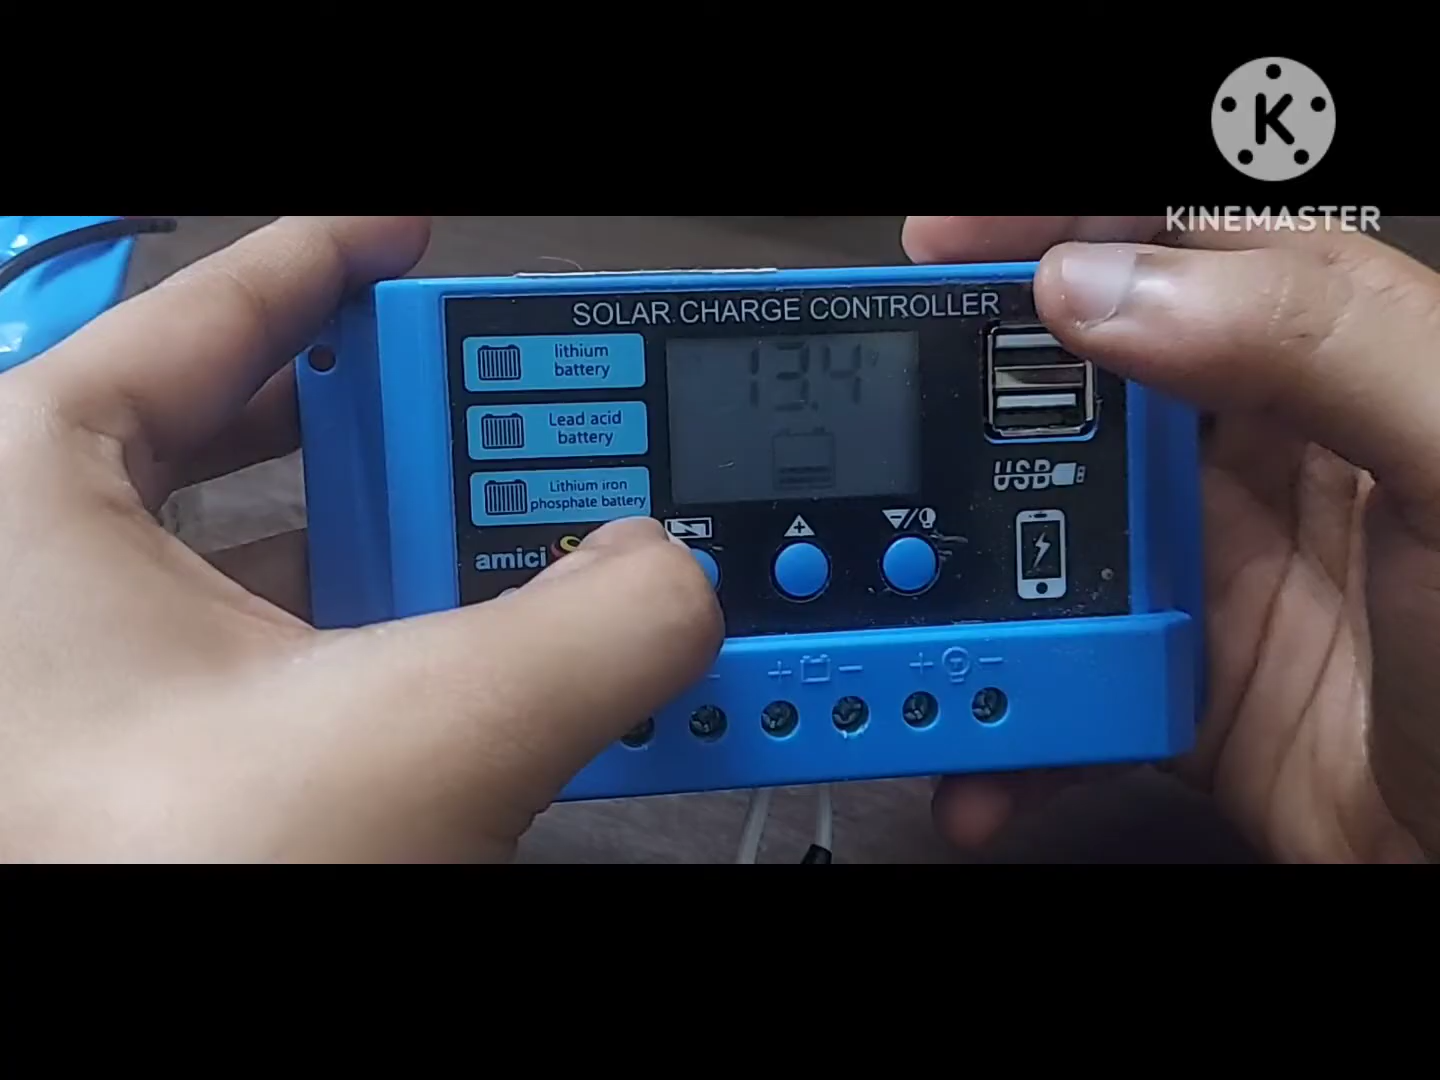 K
KINEMASTER
SOLAR CHARGE CONTROLLER
lithium
battery
13.4
Lead acid
battery
Lithium iron
phosphate battery
USB
amici